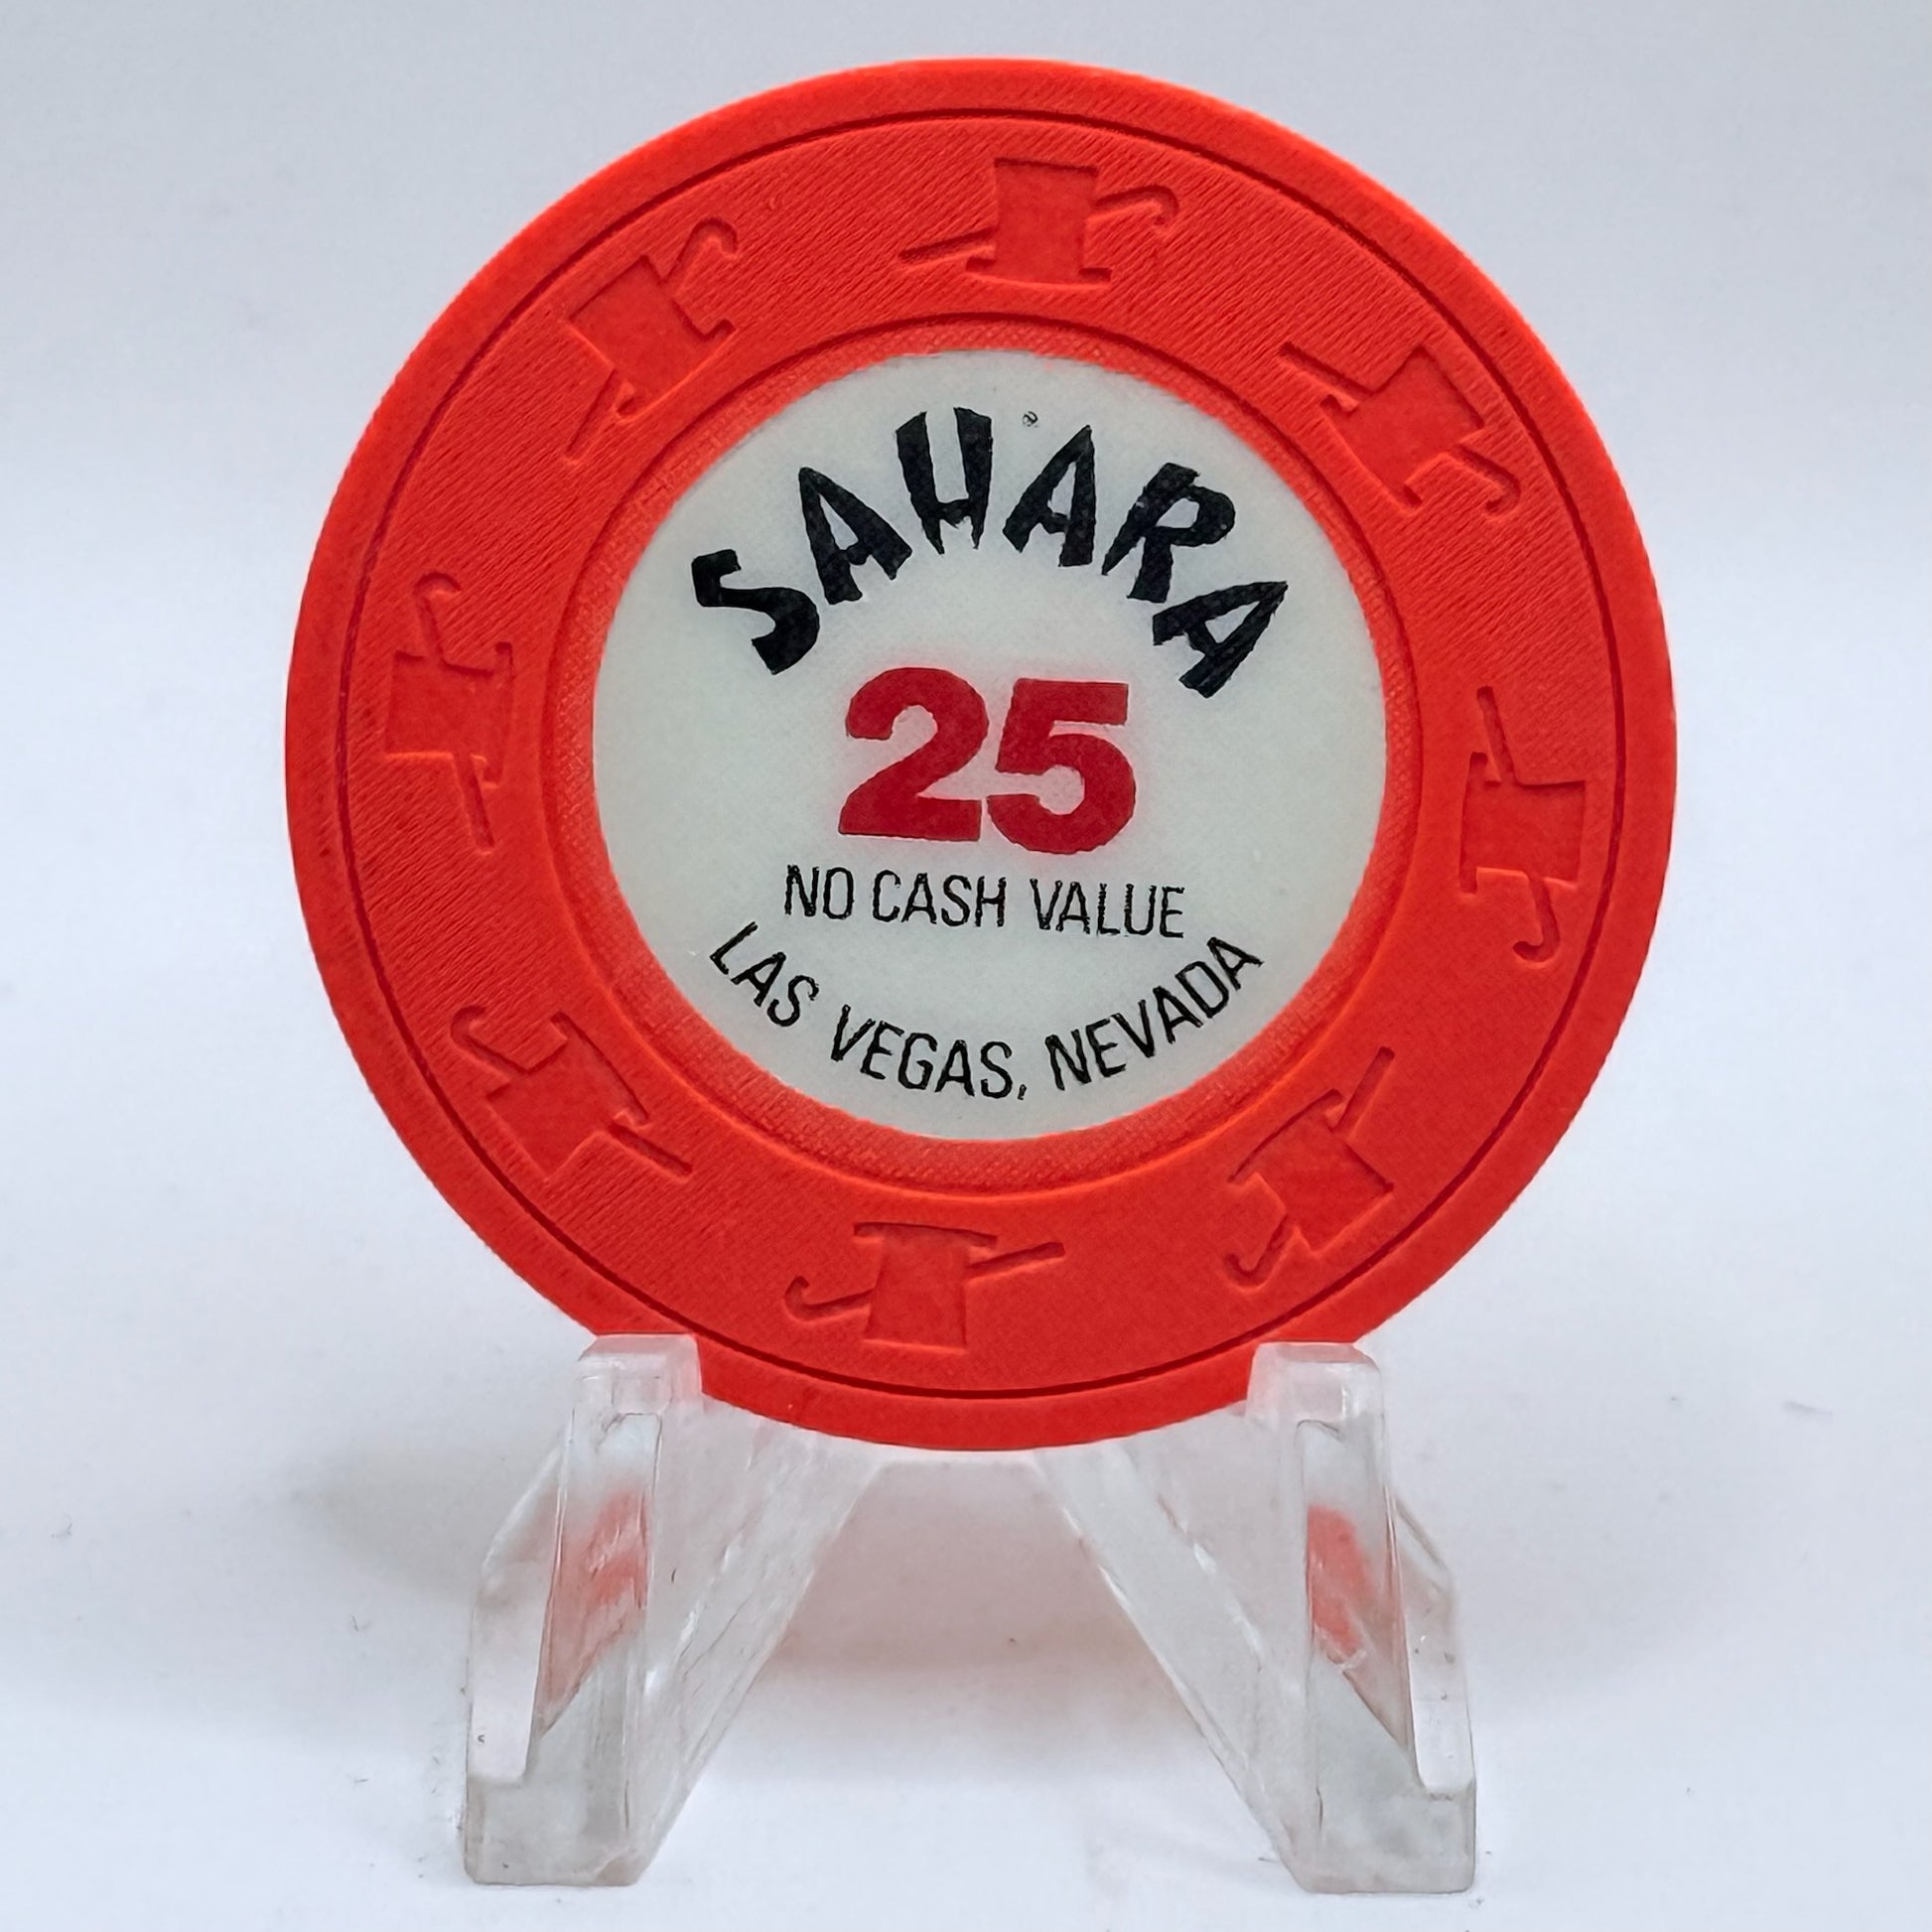 SAHARA
25
NO CASH VALUE
LAS VEGAS, NEVADA